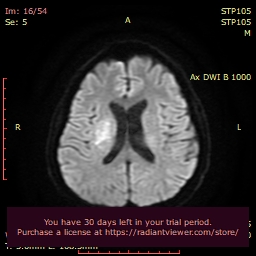 Im: 16/54
Se: 5
STP105
STP105
M
A
Ax DWI B 1000
R
L
You have 30 days left in your trial period.
Purchase a license at https://radiantviewer.com/store/